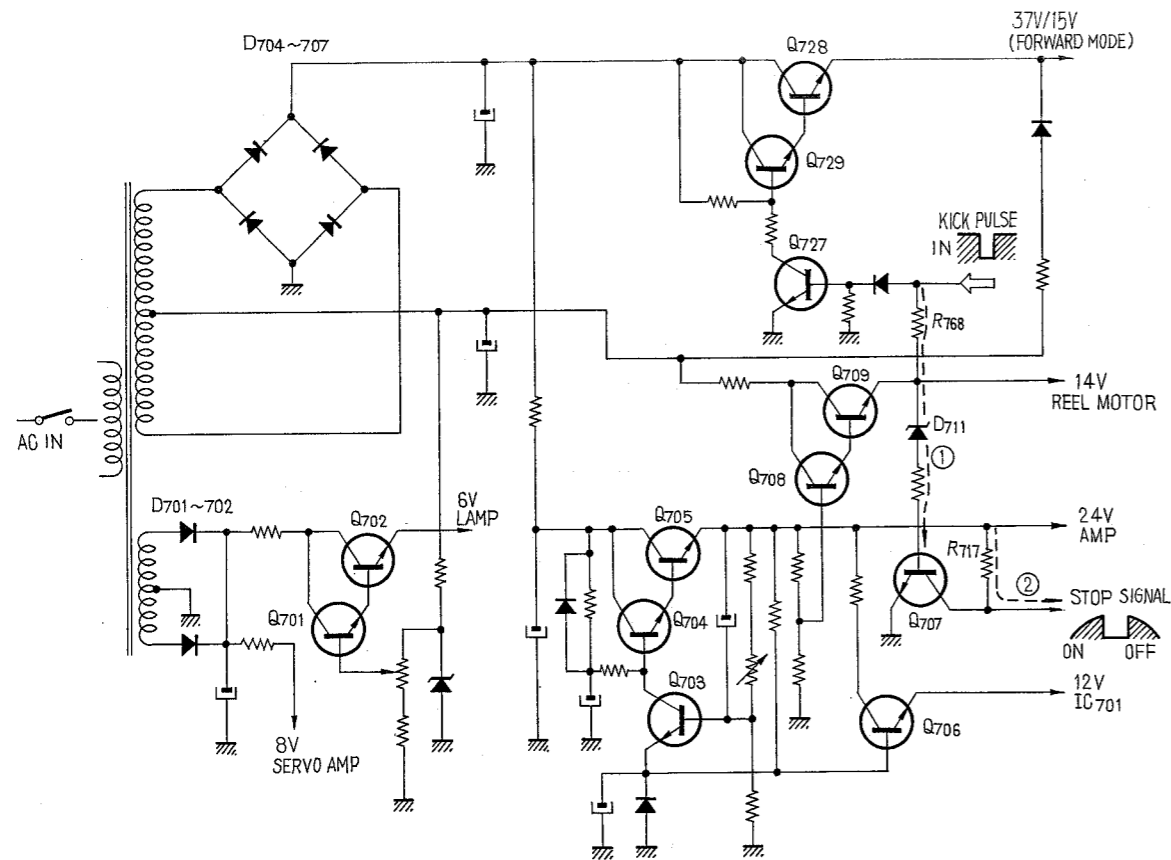 D704~707
Q728
37V/15V
(FORWARD MODE)
Q729
KICK PULSE
IN
Q727
R768
AC IN
Q709
14V
REEL MOTOR
D711
①
Q708
D701~702
6V
LAMP
Q702
Q705
24V
AMP
R717
②
STOP SIGNAL
Q701
Q704
Q707
ON
OFF
Q703
12V
IC701
Q706
8V
SERVO AMP